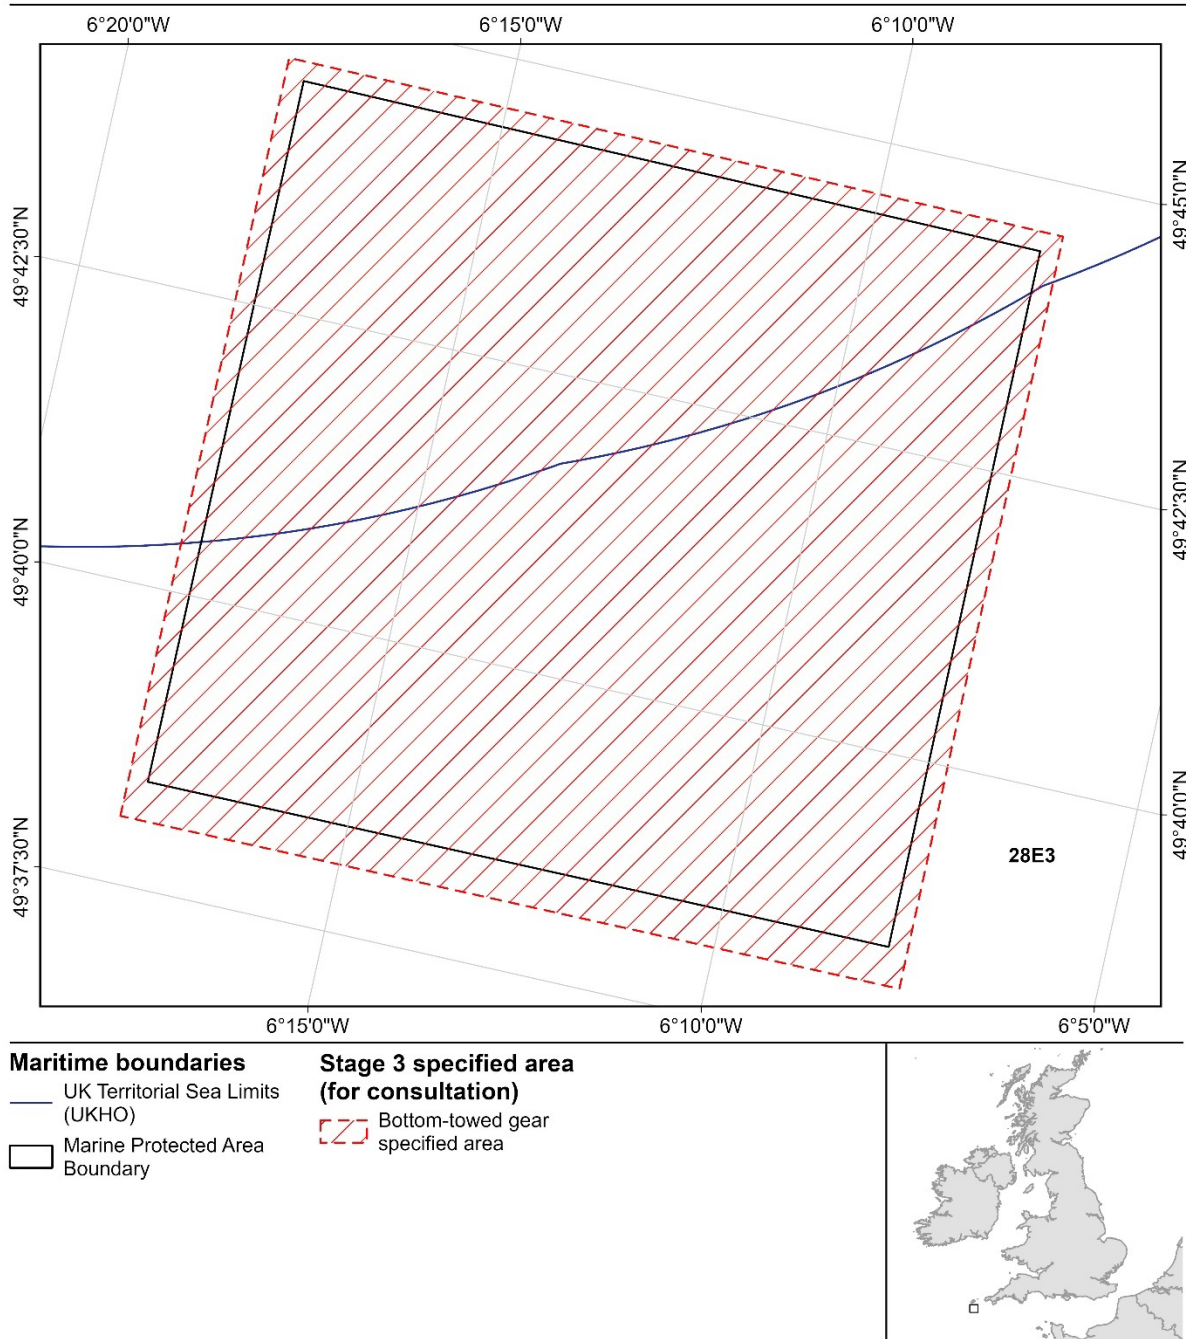 6°20'0"W
6°15'0"W
6°10'0"W
49°45'0"N
49°42'30"N
49°42'30"N
49°40'0"N
49°40'0"N
49°37'30"N
28E3
6°15'0"W
6°10'0"W
6°5'0"W
Maritime boundaries
UK Territorial Sea Limits
(UKHO)
Marine Protected Area
Boundary
Stage 3 specified area
(for consultation)
Bottom-towed gear
specified area